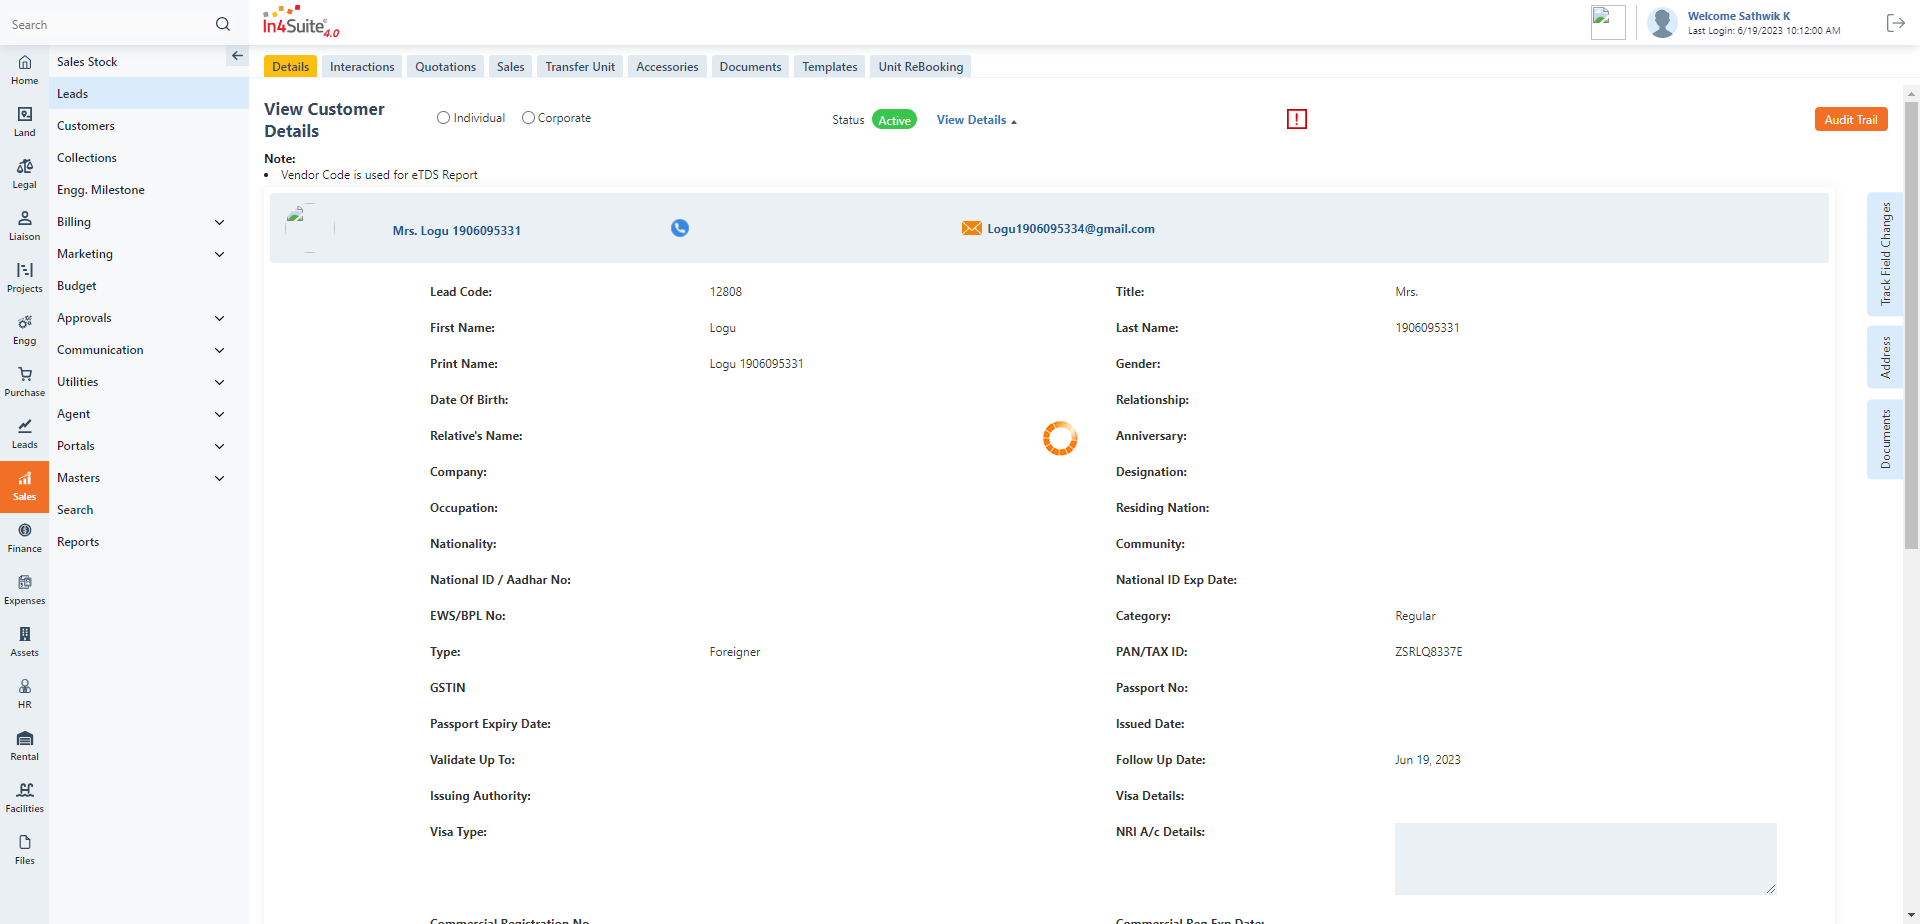 Search
In4Suite® 4.0
Welcome Sathwik K
Last Login: 6/19/2023 10:12:00 AM
Home
Land
Legal
Liaison
Projects
Engg
Purchase
Leads
Sales
Finance
Expenses
Assets
HR
Rental
Facilities
Files
Sales Stock
Leads
Customers
Collections
Engg. Milestone
Billing
Marketing
Budget
Approvals
Communication
Utilities
Agent
Portals
Masters
Search
Reports
Details Interactions Quotations Sales Transfer Unit Accessories Documents Templates Unit ReBooking
View Customer
Details
Individual Corporate
Status Active View Details
!
Audit Trail
Note:
• Vendor Code is used for eTDS Report
Mrs. Logu 1906095331 Logu1906095334@gmail.com
Lead Code: 12808 Title: Mrs.
First Name: Logu Last Name: 1906095331
Print Name: Logu 1906095331 Gender:
Date Of Birth: Relationship:
Relative's Name: Anniversary:
Company: Designation:
Occupation: Residing Nation:
Nationality: Community:
National ID / Aadhar No: National ID Exp Date:
EWS/BPL No: Category: Regular
Type: Foreigner PAN/TAX ID: ZSRLQ8337E
GSTIN Passport No:
Passport Expiry Date: Issued Date:
Validate Up To: Follow Up Date: Jun 19, 2023
Issuing Authority: Visa Details:
Visa Type: NRI A/c Details:
Commercial Registration No Commercial Reg Exp Date:
Track Field Changes
Address
Documents